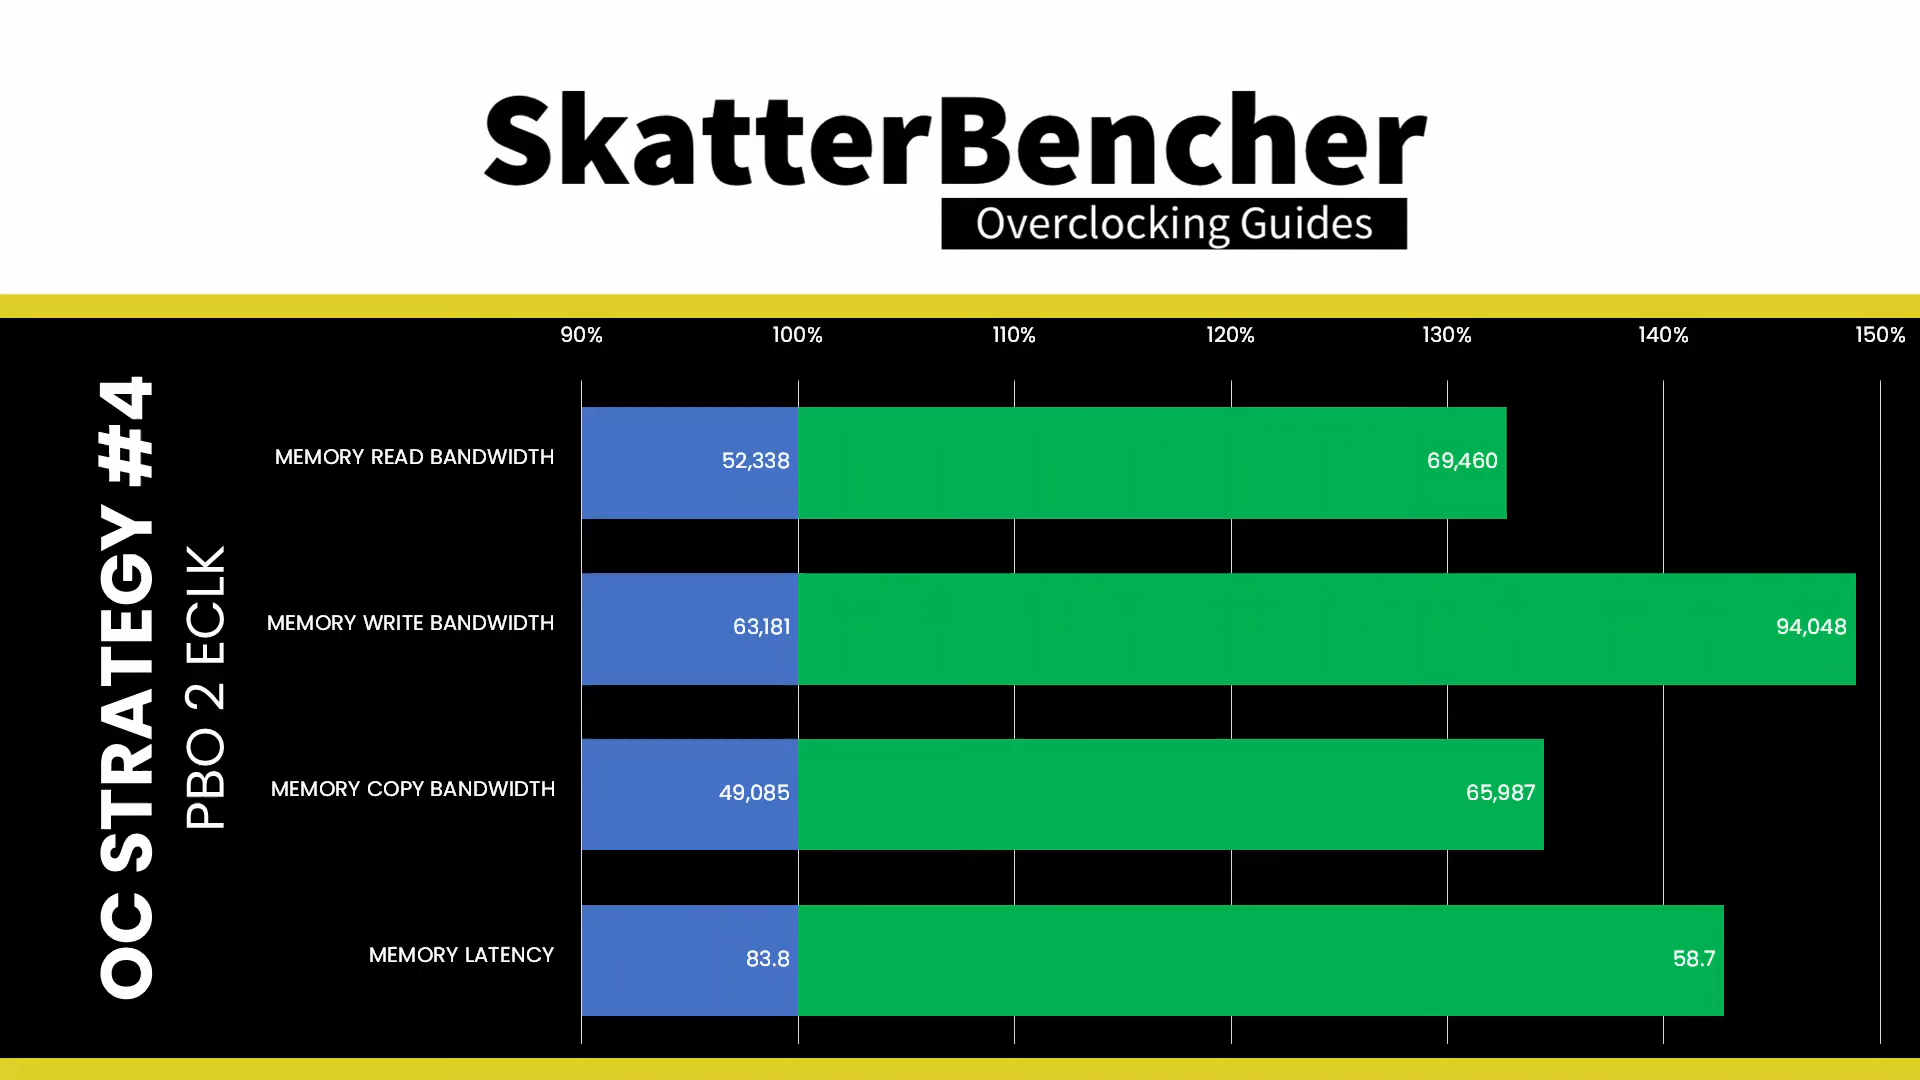 SkatterBencher
Overclocking Guides
90% 100% 110% 120% 130% 140% 150%
OC STRATEGY #4
PBO 2 ECLK
MEMORY READ BANDWIDTH 52,338 69,460
MEMORY WRITE BANDWIDTH 63,181 94,048
MEMORY COPY BANDWIDTH 49,085 65,987
MEMORY LATENCY 83.8 58.7